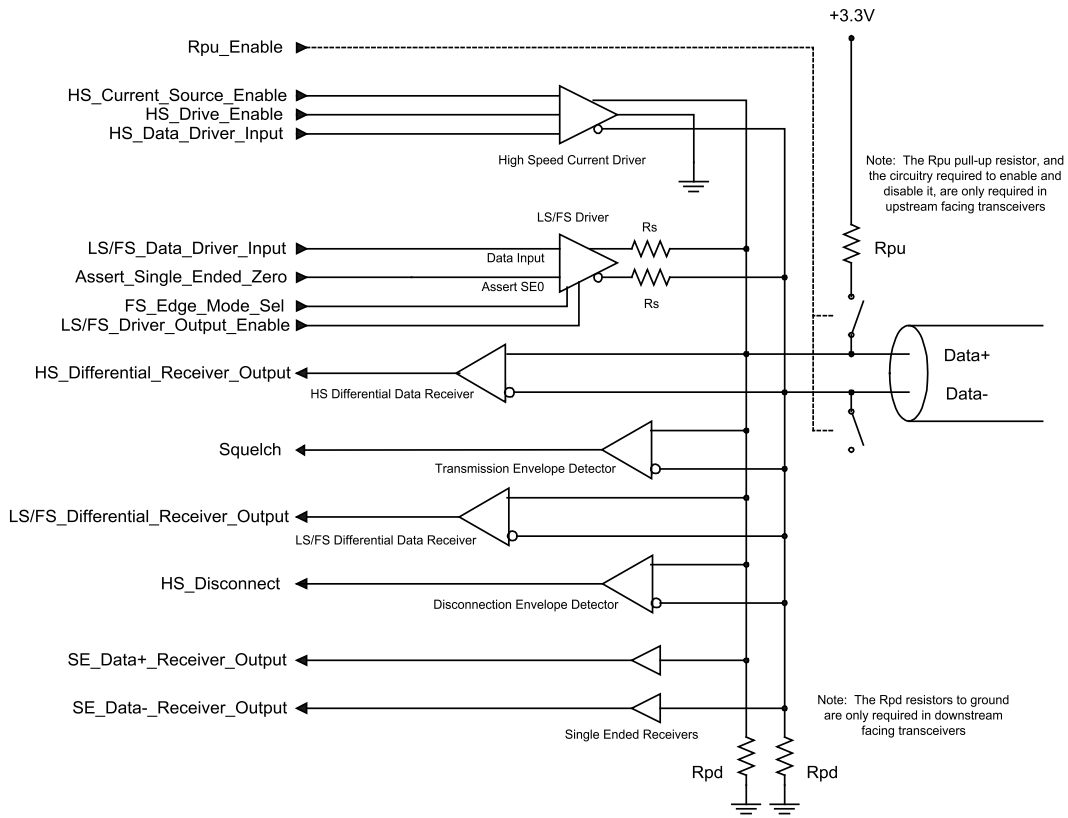 +3.3V
Rpu_Enable
HS_Current_Source_Enable
HS_Drive_Enable
HS_Data_Driver_Input
High Speed Current Driver
Note: The Rpu pull-up resistor, and
the circuitry required to enable and
disable it, are only required in
upstream facing transceivers
LS/FS Driver
Rs
LS/FS_Data_Driver_Input
Data Input
Rpu
Assert_Single_Ended_Zero
Assert SE0
Rs
FS_Edge_Mode_Sel
LS/FS_Driver_Output_Enable
Data+
HS_Differential_Receiver_Output
HS Differential Data Receiver
Data-
Squelch
Transmission Envelope Detector
LS/FS_Differential_Receiver_Output
LS/FS Differential Data Receiver
HS_Disconnect
Disconnection Envelope Detector
SE_Data+_Receiver_Output
SE_Data-_Receiver_Output
Single Ended Receivers
Note: The Rpd resistors to ground
are only required in downstream
facing transceivers
Rpd
Rpd